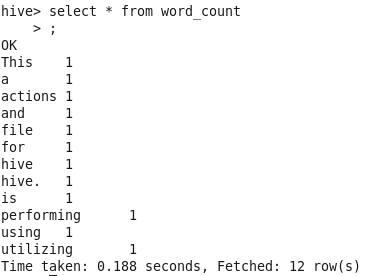 hive> select * from word_count
    > ;
OK
This    1
a       1
actions 1
and     1
file    1
for     1
hive    1
hive.   1
is      1
performing      1
using   1
utilizing       1
Time taken: 0.188 seconds, Fetched: 12 row(s)